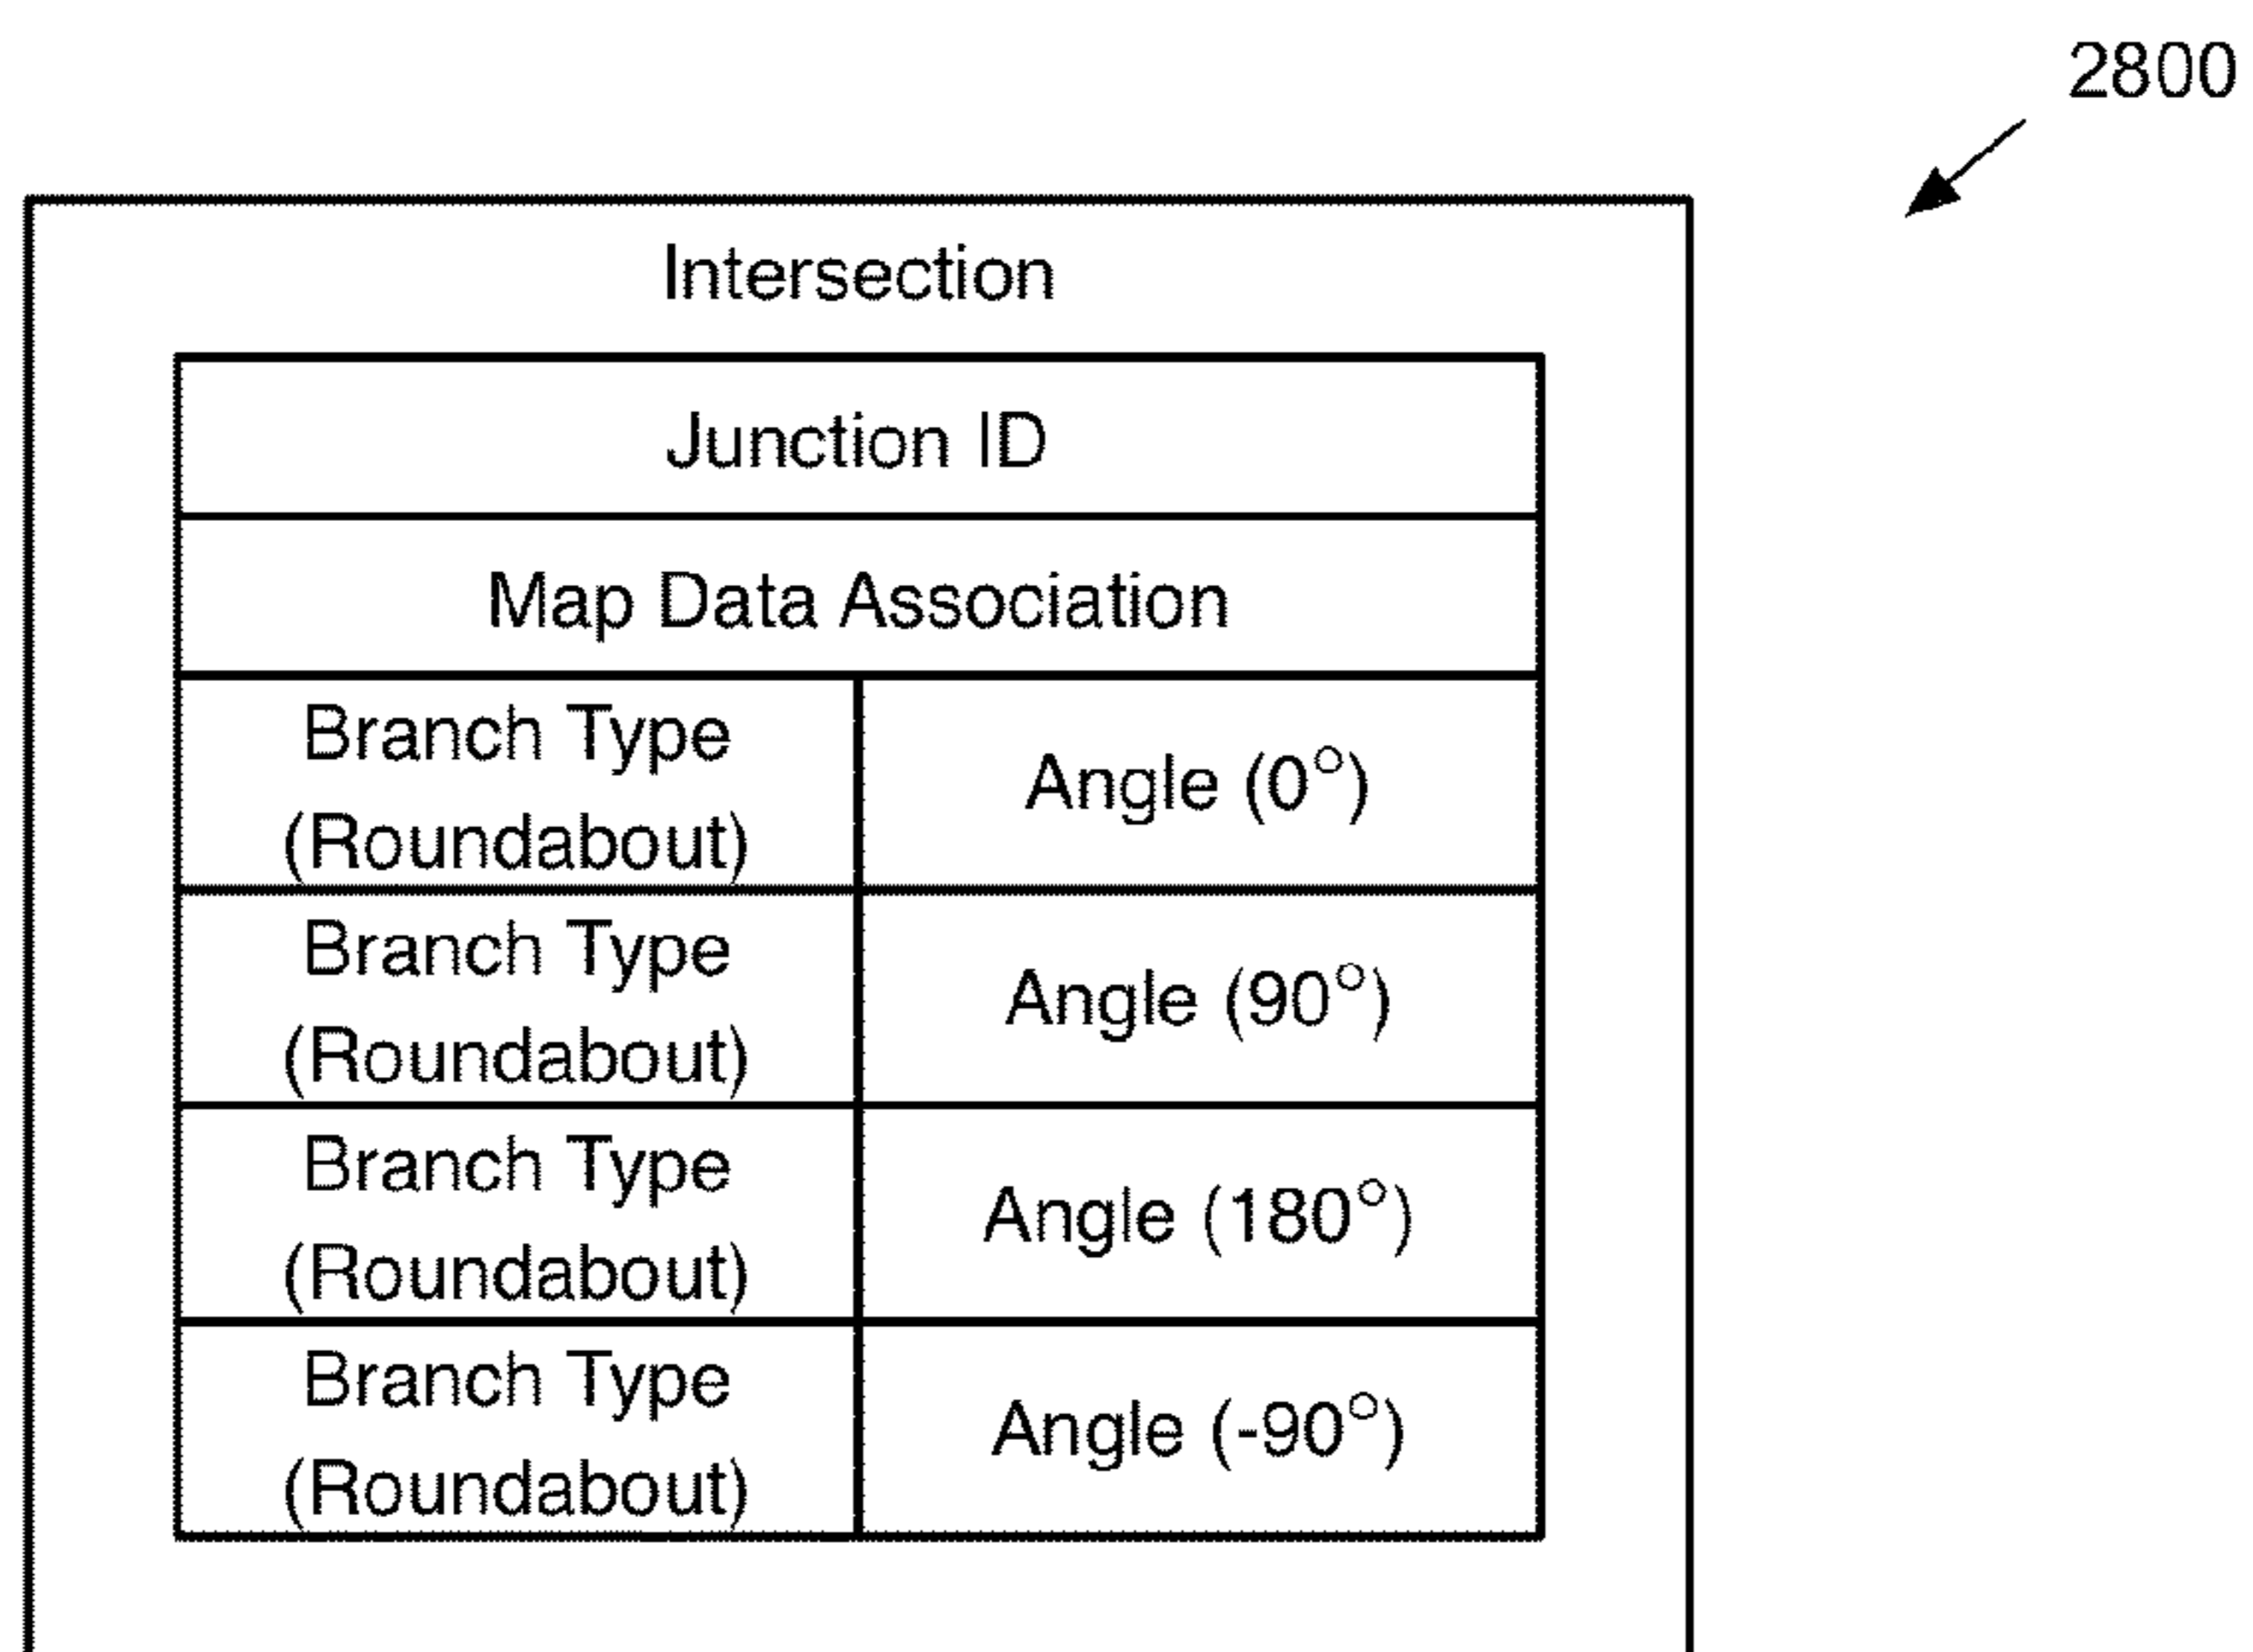 2800
Intersection
Junction ID
Map Data Association
Branch Type
(Roundabout)
Angle (0°)
Branch Type
(Roundabout)
Angle (90°)
Branch Type
(Roundabout)
Angle (180°)
Branch Type
(Roundabout)
Angle (-90°)